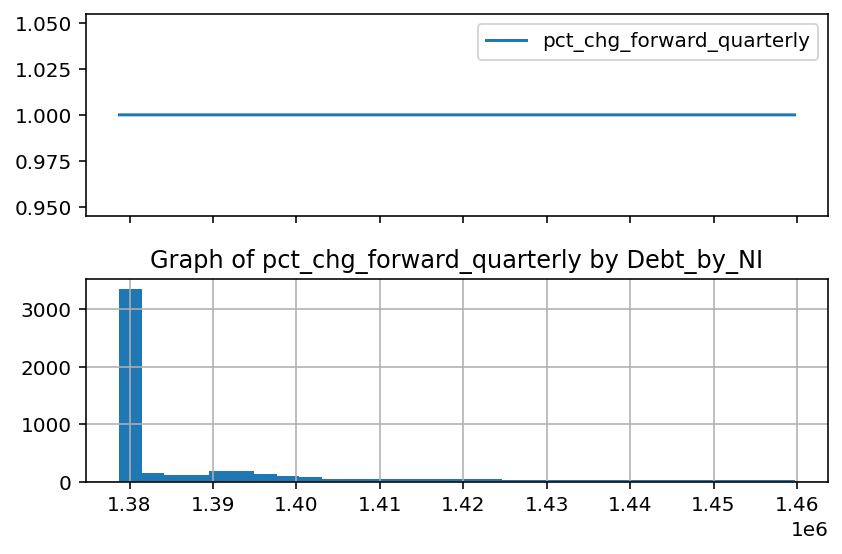 1.050
pct_chg_forward_quarterly
1.025
1.000
0.975
0.950
Graph of pct_chg_forward_quarterly by Debt_by_NI
3000
2000
1000
0
1.38 1.39 1.40 1.41 1.42 1.43 1.44 1.45 1.46
1e6